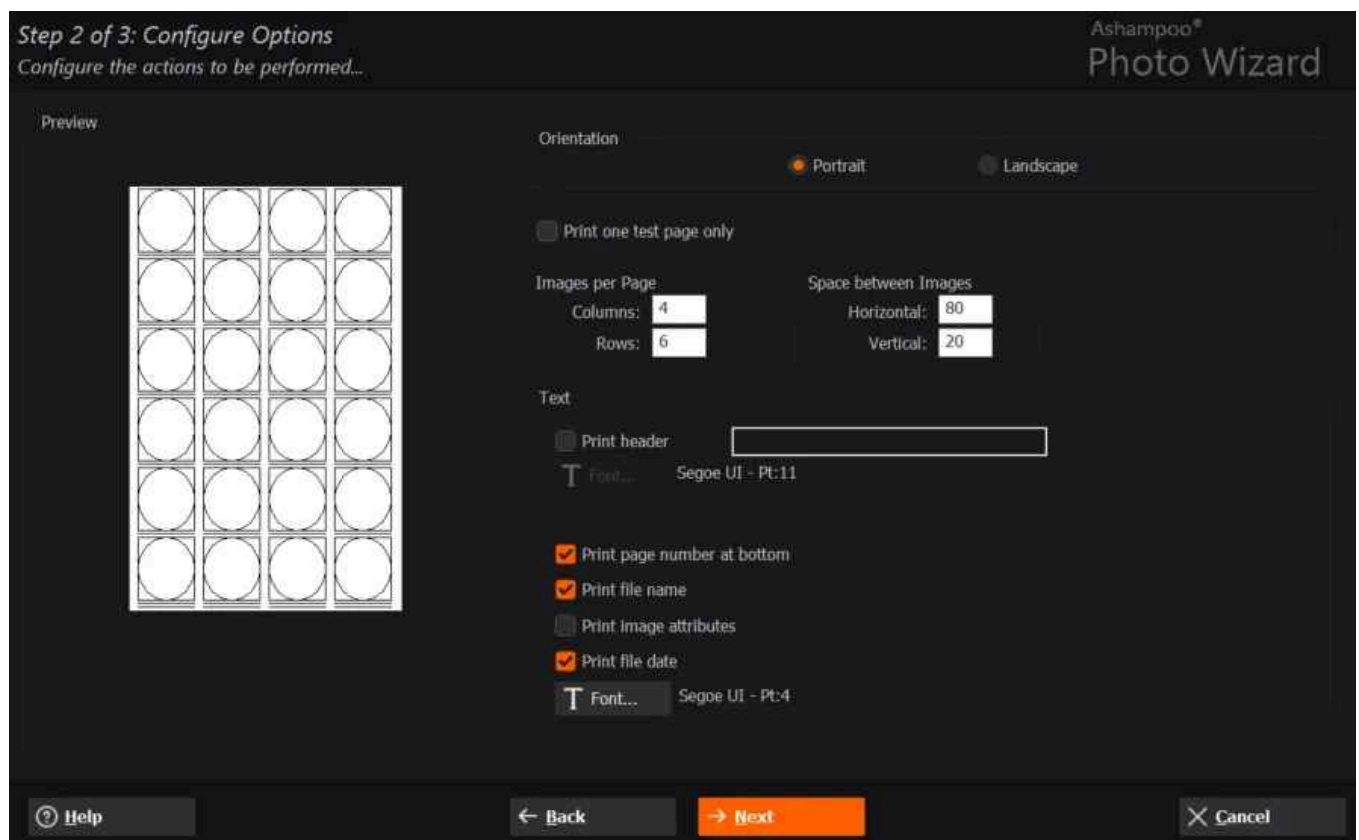 Step 2 of 3: Configure Options
Configure the actions to be performed...
Ashampoo®
Photo Wizard
Preview
Orientation
Portrait
Landscape
Print one test page only
Images per Page
Columns: 4
Rows: 6
Space between Images
Horizontal: 80
Vertical: 20
Text
Print header
T Font... Segoe UI - Pt:11
Print page number at bottom
Print file name
Print image attributes
Print file date
T Font... Segoe UI - Pt:4
? Help
← Back
→ Next
Cancel